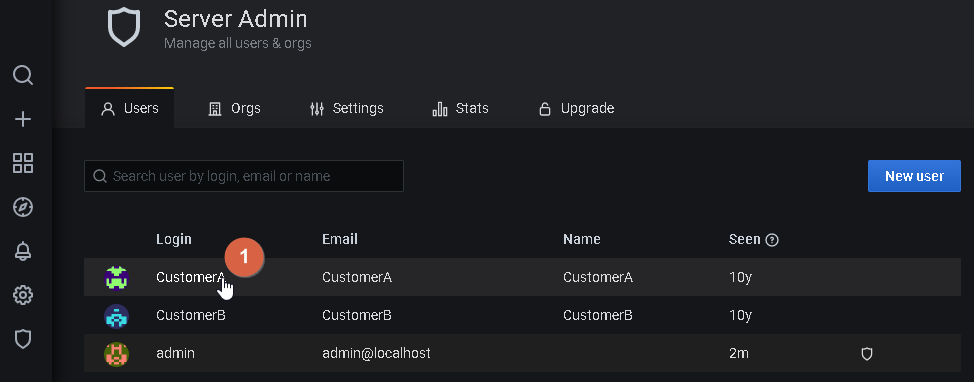 Server Admin
Manage all users & orgs
Users Orgs Settings Stats Upgrade
Search user by login, email or name New user
Login Email Name Seen
1
CustomerA CustomerA CustomerA 10y
CustomerB CustomerB CustomerB 10y
admin admin@localhost 2m